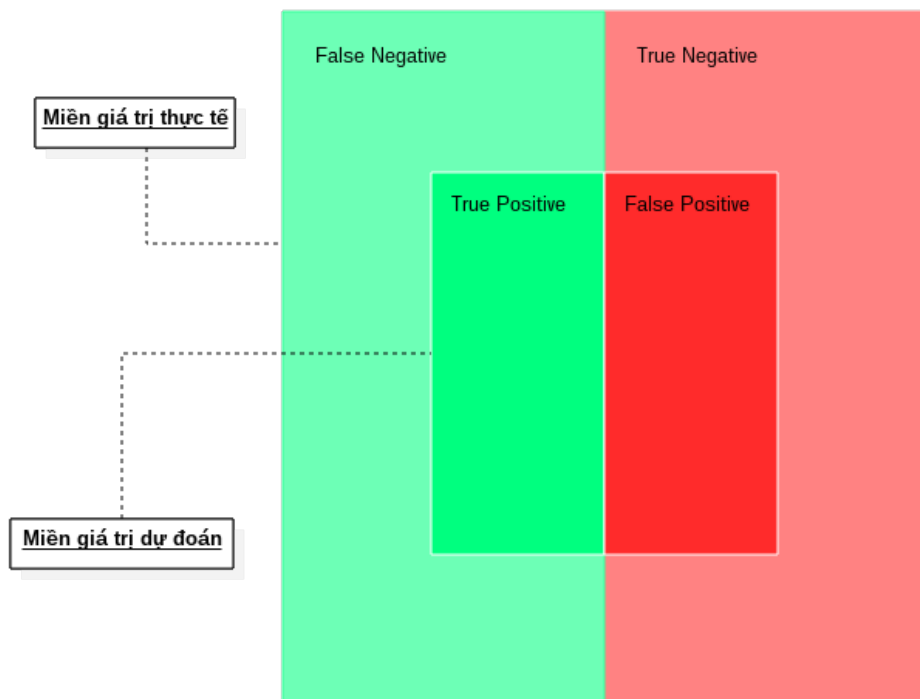 False Negative
True Negative
Miền giá trị thực tế
True Positive
False Positive
Miền giá trị dự đoán